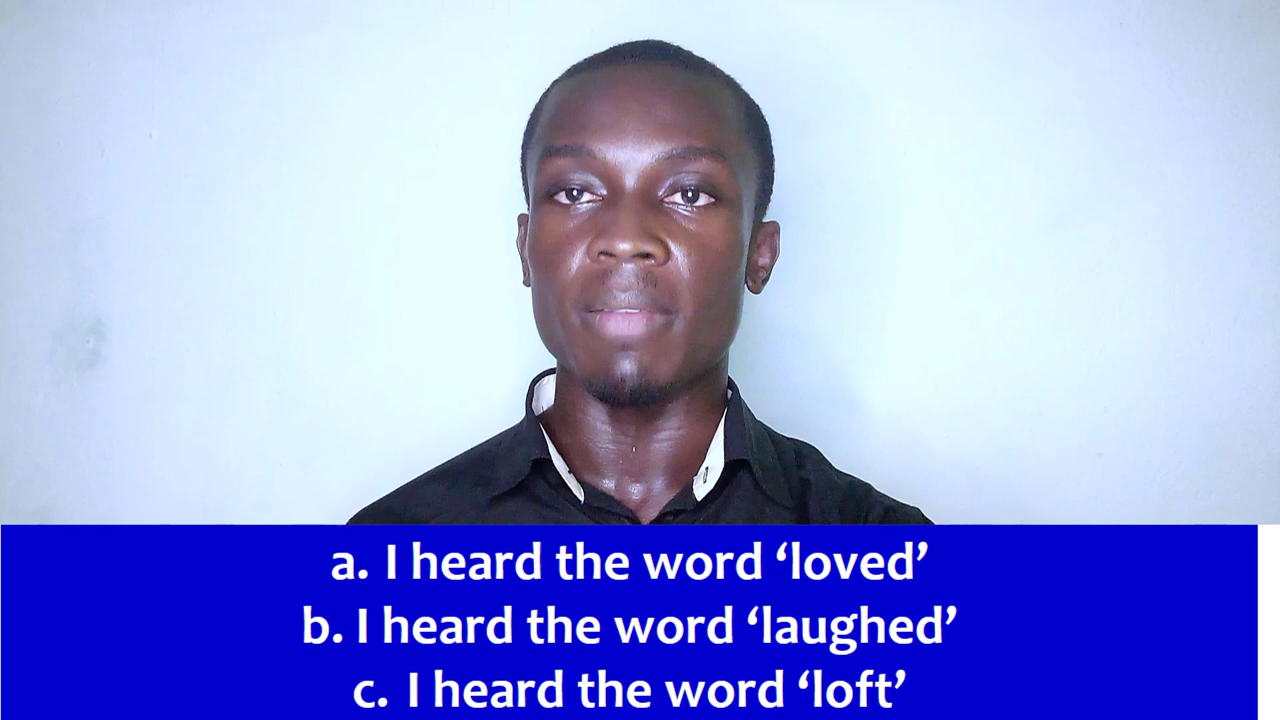 a. I heard the word ‘loved’
b. I heard the word ‘laughed’
c. I heard the word ‘loft’